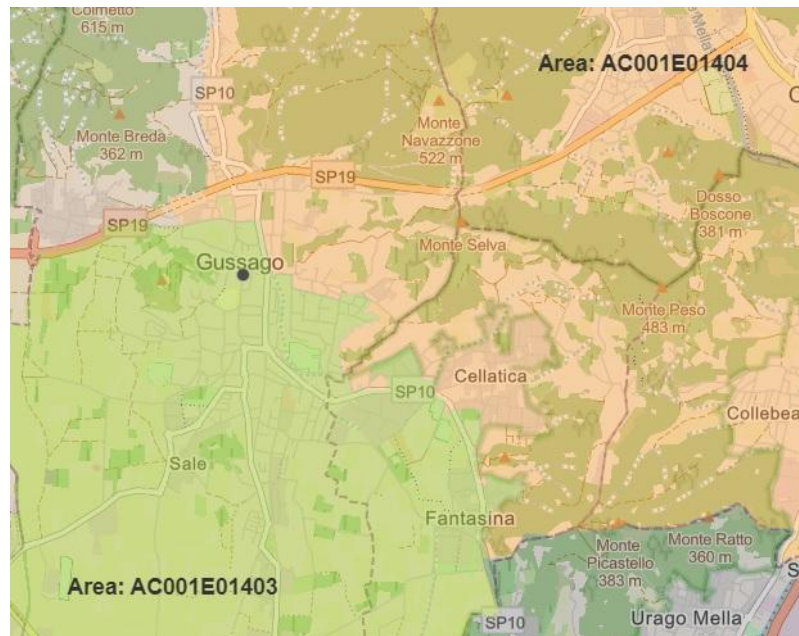 Colmetto
615 m
e/Mella
Area: AC001E01404
SP10
C
Monte Breda
362 m
Monte
Navazzone
522 m
SP19
Dosso
Boscone
381 m
SP19
Monte Selva
Gussago
Monte Peso
483 m
Cellatica
SP10
Collebea
Sale
Fantasina
Monte
Picastello
383 m
Monte Ratto
360 m
S
Area: AC001E01403
SP10
Urago Mella